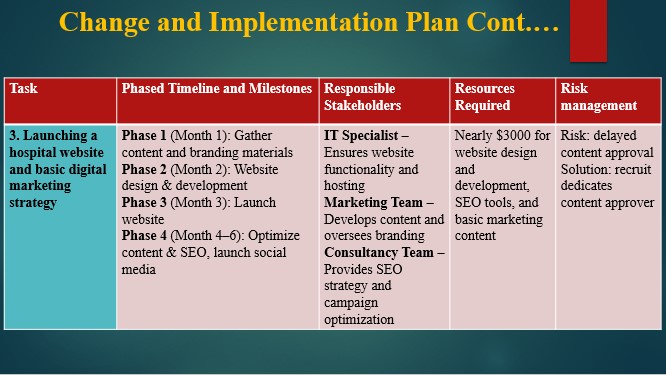 Change and Implementation Plan Cont.…
Task
Phased Timeline and Milestones
Responsible
Stakeholders
Resources
Required
Risk
management
3. Launching a
hospital website
and basic digital
marketing
strategy
Phase 1 (Month 1): Gather
content and branding materials
Phase 2 (Month 2): Website
design & development
Phase 3 (Month 3): Launch
website
Phase 4 (Month 4–6): Optimize
content & SEO, launch social
media
IT Specialist –
Ensures website
functionality and
hosting
Marketing Team –
Develops content and
oversees branding
Consultancy Team –
Provides SEO
strategy and
campaign
optimization
Nearly $3000 for
website design
and
development,
SEO tools, and
basic marketing
content
Risk: delayed
content approval
Solution: recruit
dedicates
content approver